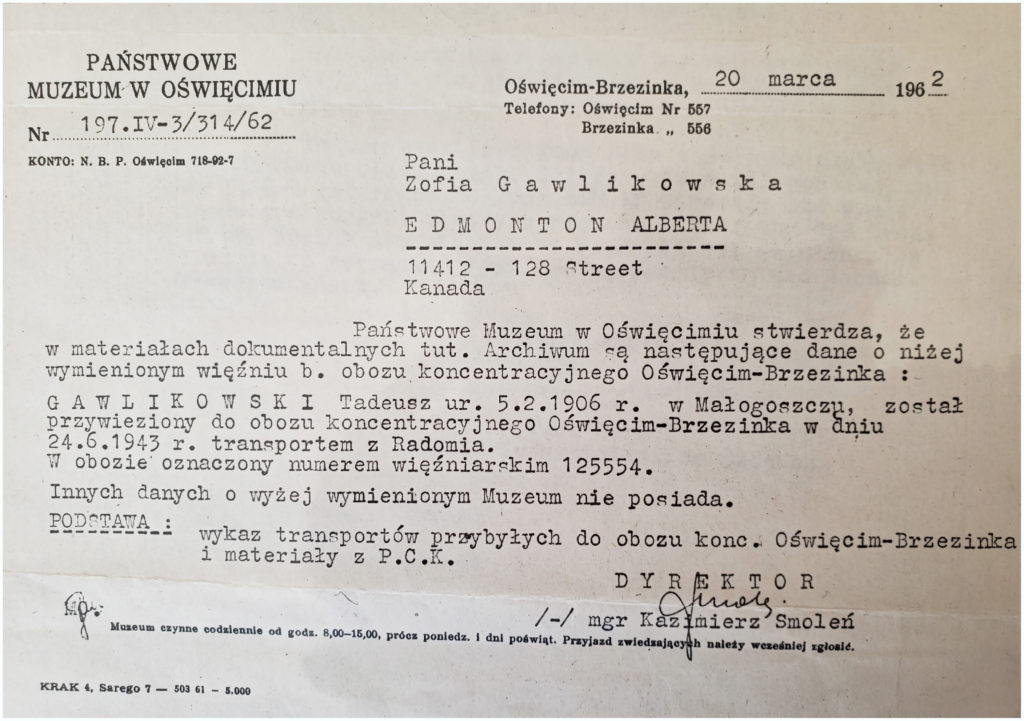 PAŃSTWOWE
MUZEUM W OŚWIĘCIMIU
Nr 197.IV-3/314/62
KONTO: N. B. P. Oświęcim 718-92-7
Oświęcim-Brzezinka, 20 marca 1962
Telefony: Oświęcim Nr 557
Brzezinka „ 556
Pani
Zofia G a w l i k o w s k a
E D M O N T O N ALBERTA
11412 - 128 Street
Kanada
Państwowe Muzeum w Oświęcimiu stwierdza, że
w materiałach dokumentalnych tut. Archiwum są następujące dane o niżej
wymienionym więźniu b. obozu koncentracyjnego Oświęcim-Brzezinka :
G A W L I K O W S K I Tadeusz ur. 5.2.1906 r. w Małogoszczu, został
przywieziony do obozu koncentracyjnego Oświęcim-Brzezinka w dniu
24.6.1943 r. transportem z Radomia.
W obozie oznaczony numerem więźniarskim 125554.
Innych danych o wyżej wymienionym Muzeum nie posiada.
PODSTAWA :
wykaz transportów przybyłych do obozu konc. Oświęcim-Brzezinka
i materiały z P.C.K.
D Y R E K T O R
/-/ mgr Kazimierz Smoleń
Muzeum czynne codziennie od godz. 8,00-15,00, prócz poniedz. i dni poświąt. Przyjazd zwiedzających należy wcześniej zgłosić.
KRAK 4, Sarego 7 — 503 61 - 5.000